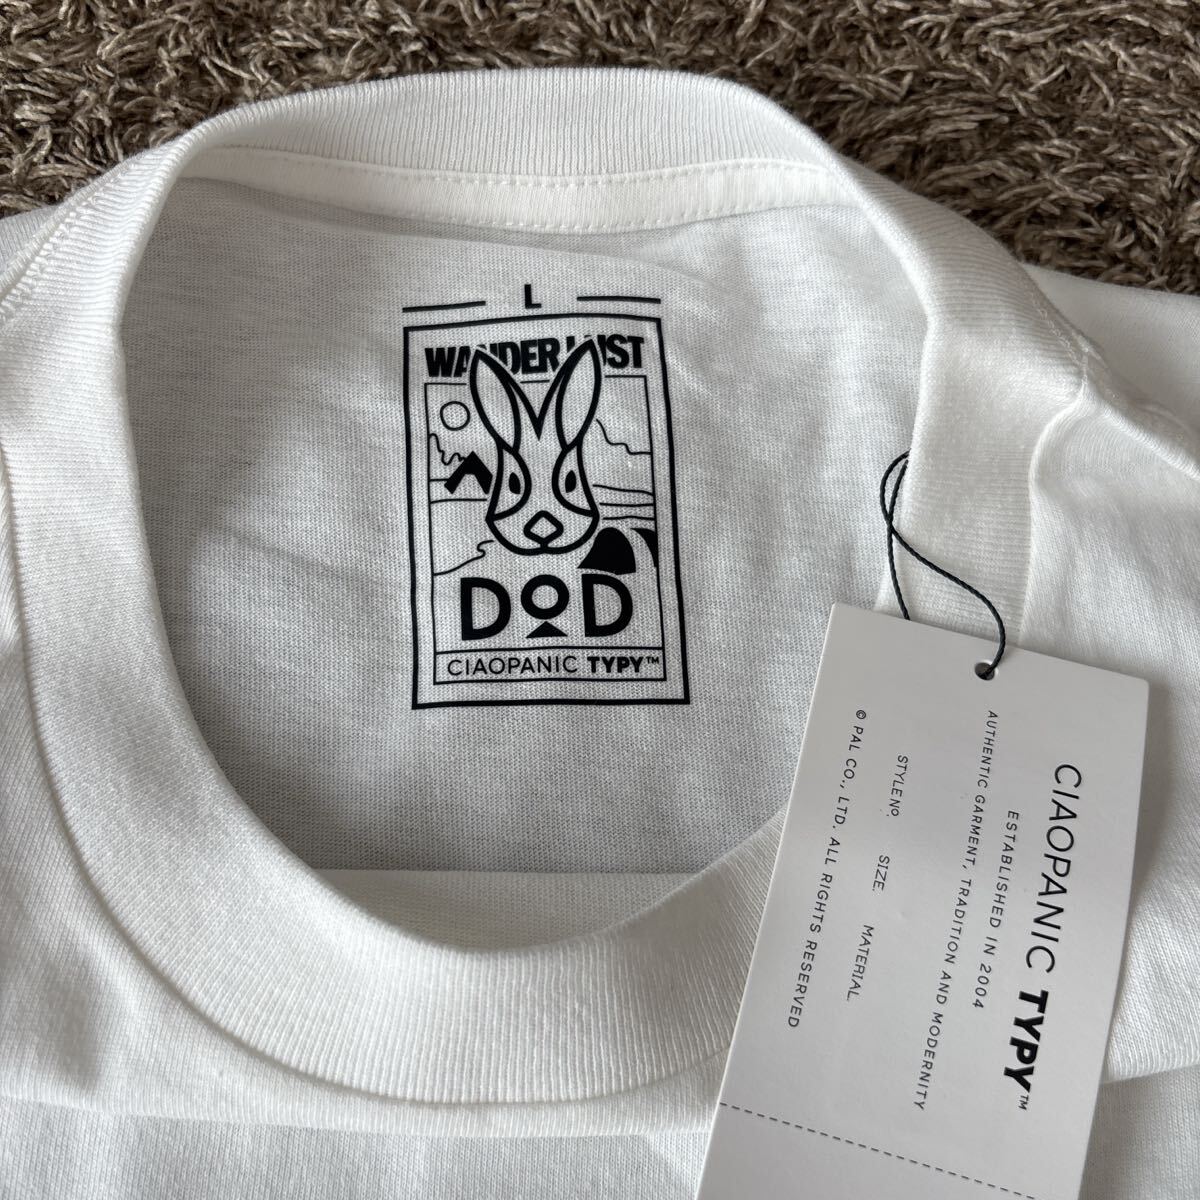 L
WANDERLUST
DoD
CIAOPANIC TYPY™
CIAOPANIC TYPY™
ESTABLISHED IN 2004
AUTHENTIC GARMENT, TRADITION AND MODERNITY
STYLE NO. SIZE. MATERIAL.
© PAL CO., LTD. ALL RIGHTS RESERVED